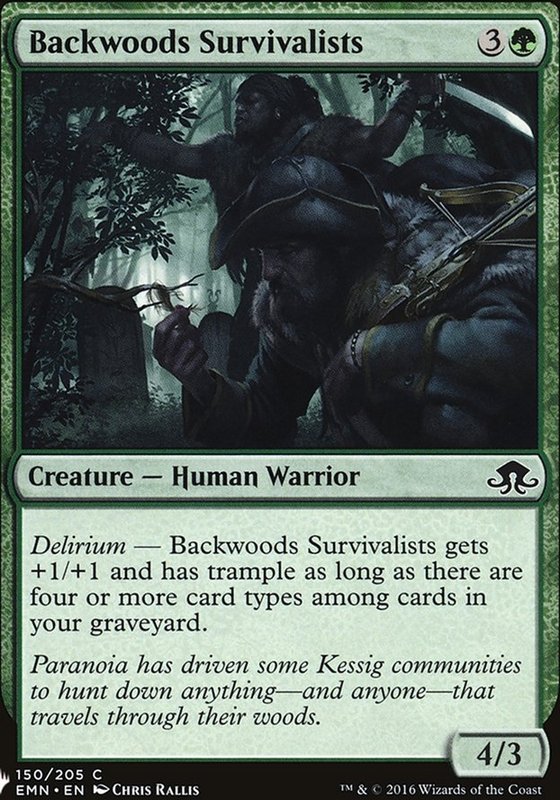 Backwoods Survivalists 3
Creature — Human Warrior
Delirium — Backwoods Survivalists gets
+1/+1 and has trample as long as there are
four or more card types among cards in
your graveyard.
Paranoia has driven some Kessig communities
to hunt down anything—and anyone—that
travels through their woods.
4/3
150/205 C
EMN • EN Chris Rallis
™ & © 2016 Wizards of the Coast